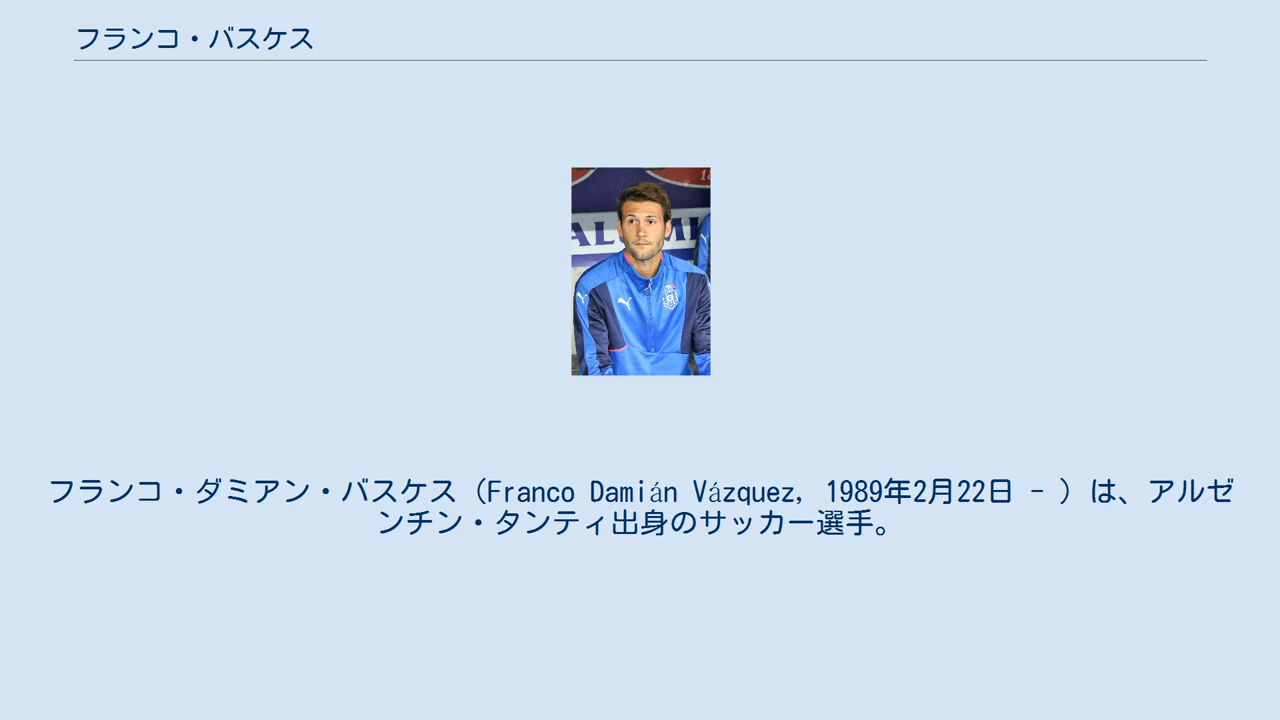 フランコ・バスケス
フランコ・ダミアン・バスケス（Franco Damián Vázquez, 1989年2月22日 - ）は、アルゼ
ンチン・タンティ出身のサッカー選手。